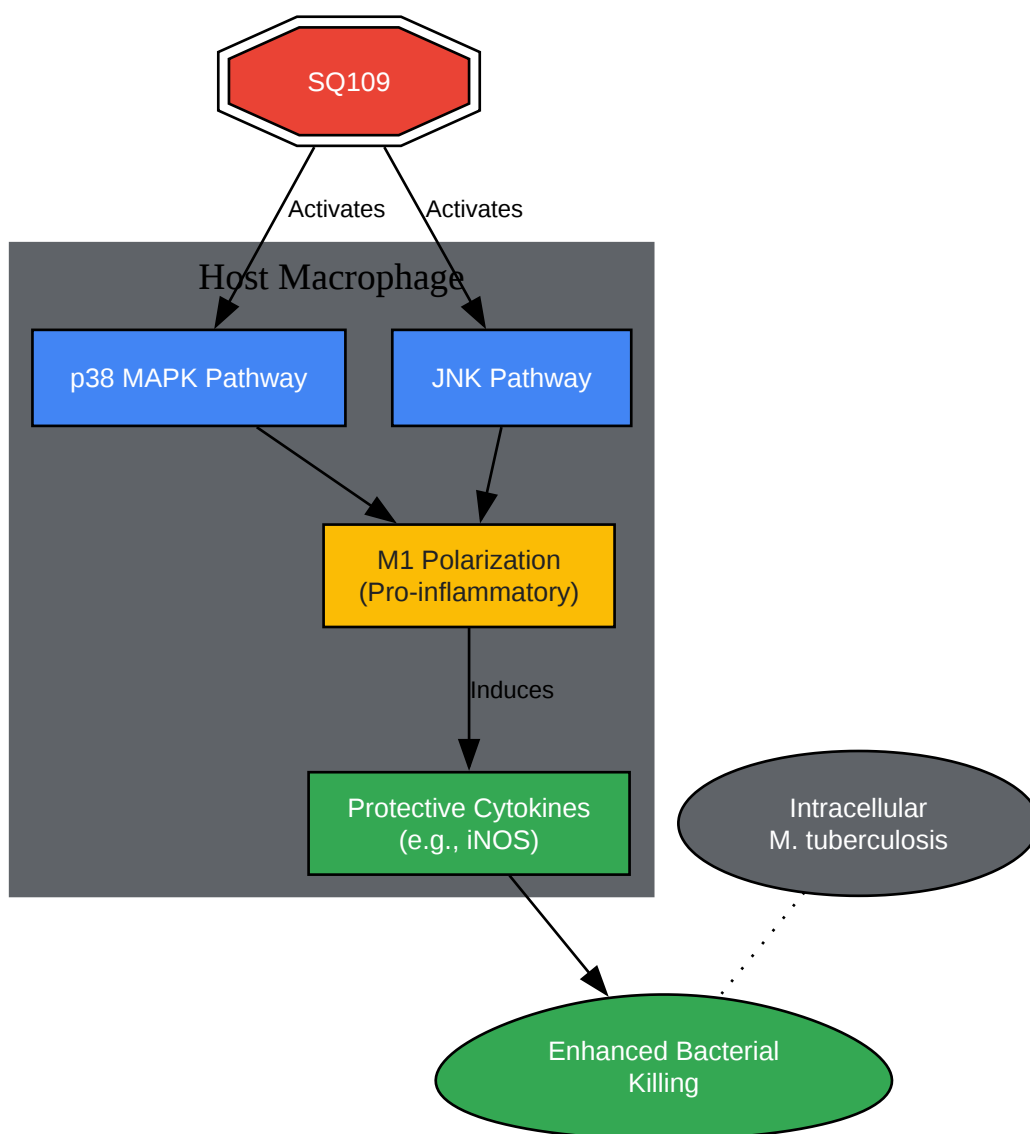 SQ109
Activates
Activates
Host Macrophage
p38 MAPK Pathway
JNK Pathway
M1 Polarization
(Pro-inflammatory)
Induces
Protective Cytokines
(e.g., iNOS)
Intracellular
M. tuberculosis
Enhanced Bacterial
Killing